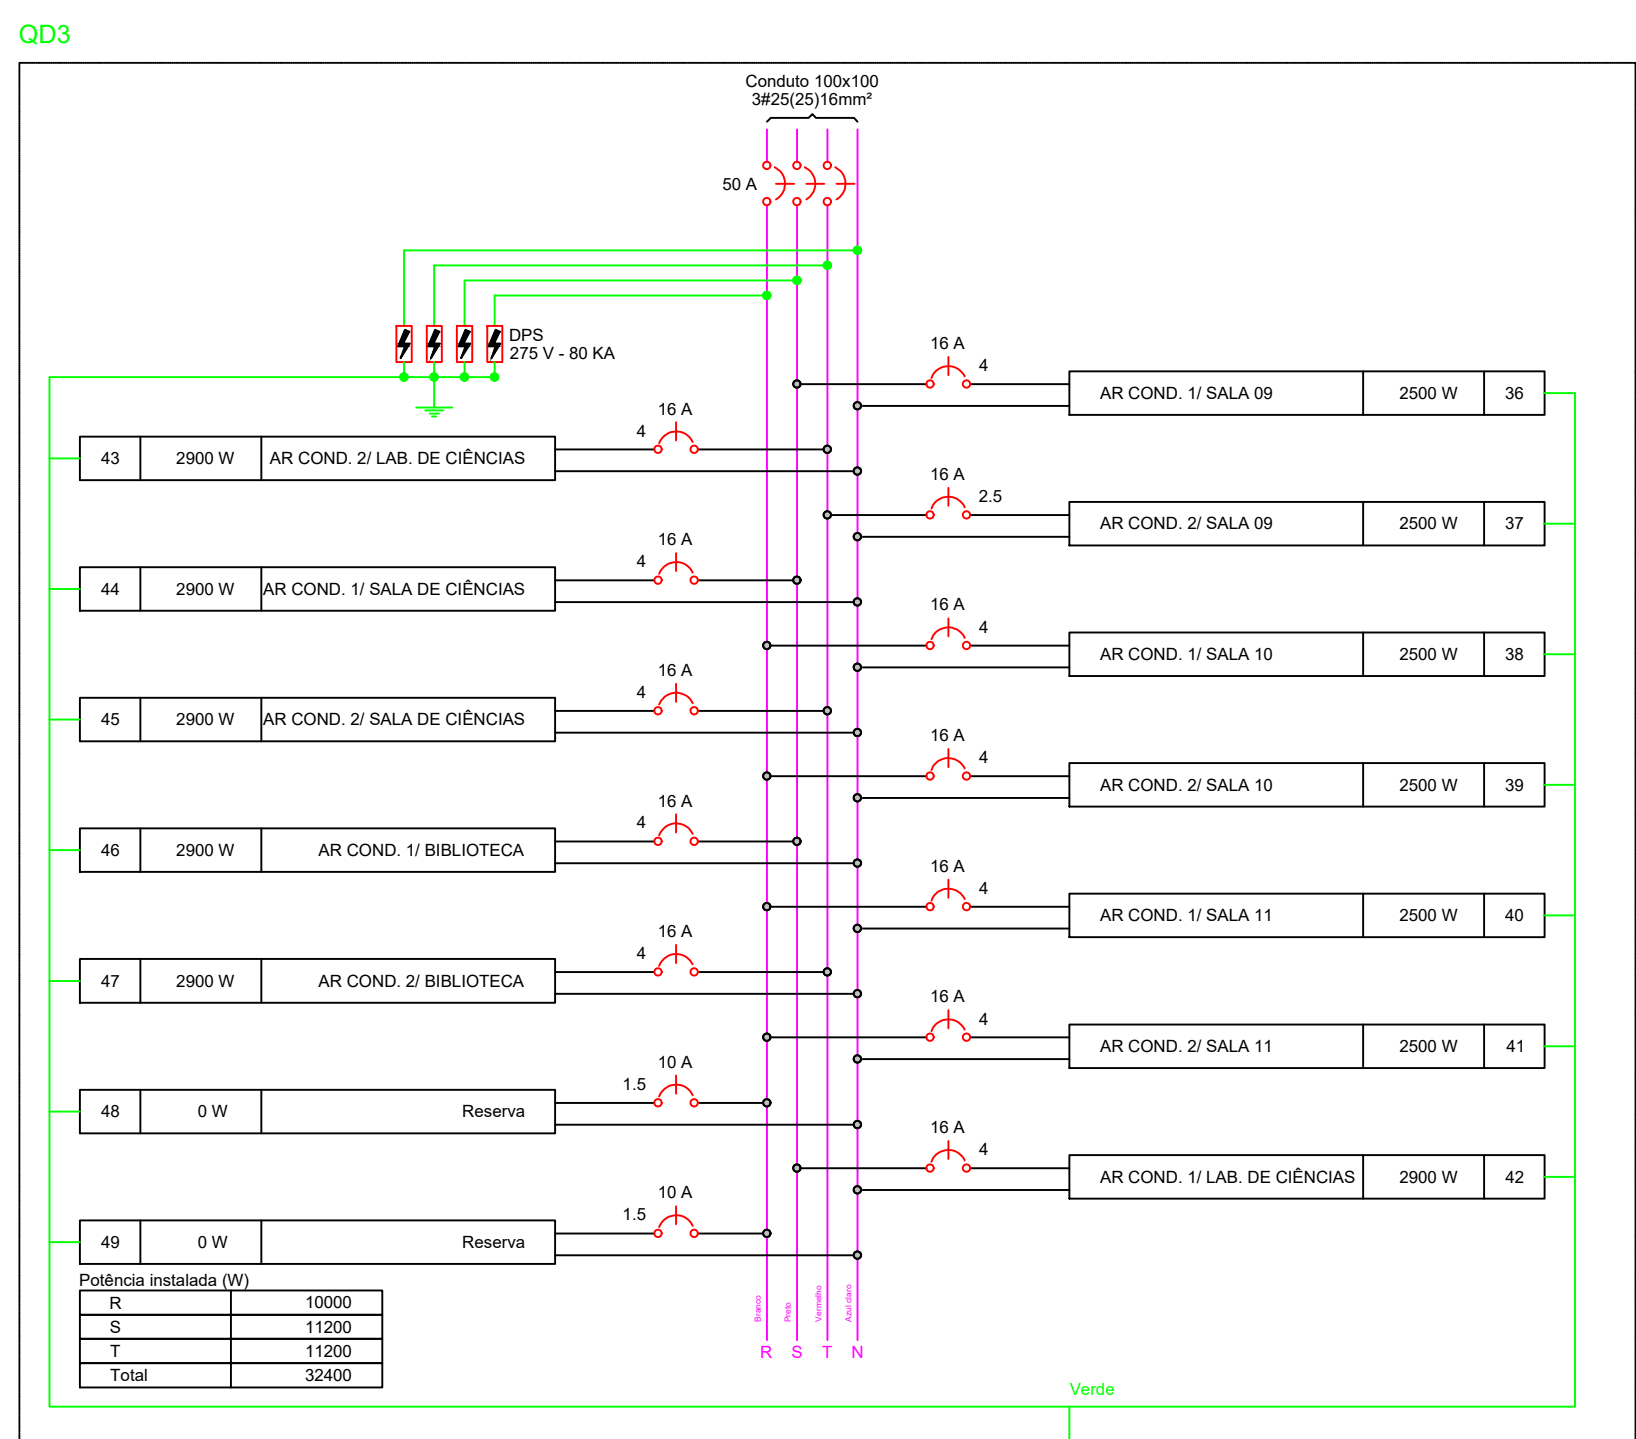 QD3
Conduto 100x100
3#25(25)16mm²
50 A
DPS
275 V - 80 KA
16 A
4
AR COND. 1/ SALA 09 2500 W 36
16 A
4
43 2900 W AR COND. 2/ LAB. DE CIÊNCIAS
16 A
2.5
AR COND. 2/ SALA 09 2500 W 37
16 A
4
44 2900 W AR COND. 1/ SALA DE CIÊNCIAS
16 A
4
AR COND. 1/ SALA 10 2500 W 38
16 A
4
45 2900 W AR COND. 2/ SALA DE CIÊNCIAS
16 A
4
AR COND. 2/ SALA 10 2500 W 39
16 A
4
46 2900 W AR COND. 1/ BIBLIOTECA
16 A
4
AR COND. 1/ SALA 11 2500 W 40
16 A
4
47 2900 W AR COND. 2/ BIBLIOTECA
16 A
4
AR COND. 2/ SALA 11 2500 W 41
10 A
1.5
48 0 W Reserva
16 A
4
AR COND. 1/ LAB. DE CIÊNCIAS 2900 W 42
10 A
1.5
49 0 W Reserva
Potência instalada (W)
R 10000
S 11200
T 11200
Total 32400
Branco
Preto
Vermelho
Azul claro
R S T N
Verde